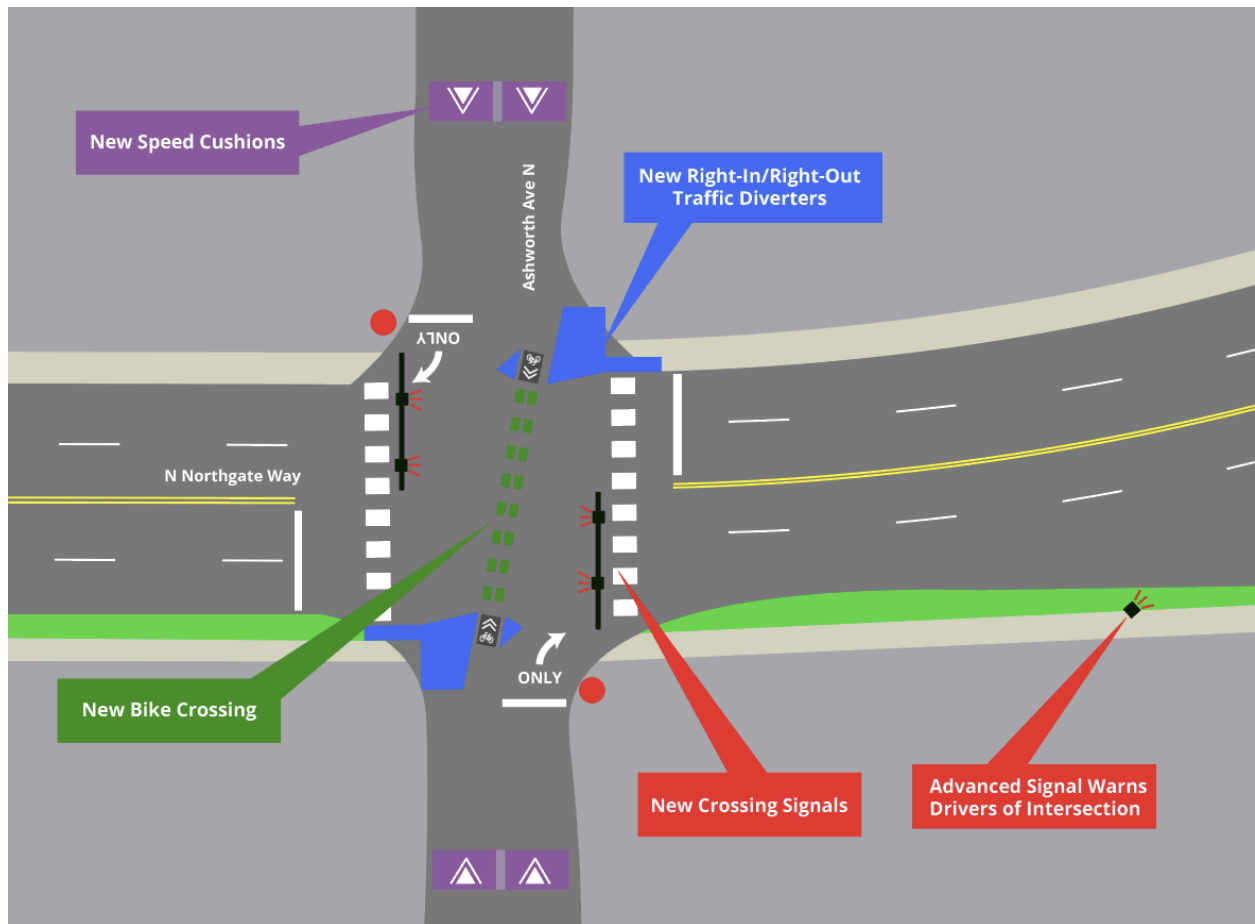 New Speed Cushions
New Right-In/Right-Out
Traffic Diverters
Ashworth Ave N
ONLY
N Northgate Way
ONLY
New Bike Crossing
New Crossing Signals
Advanced Signal Warns
Drivers of Intersection